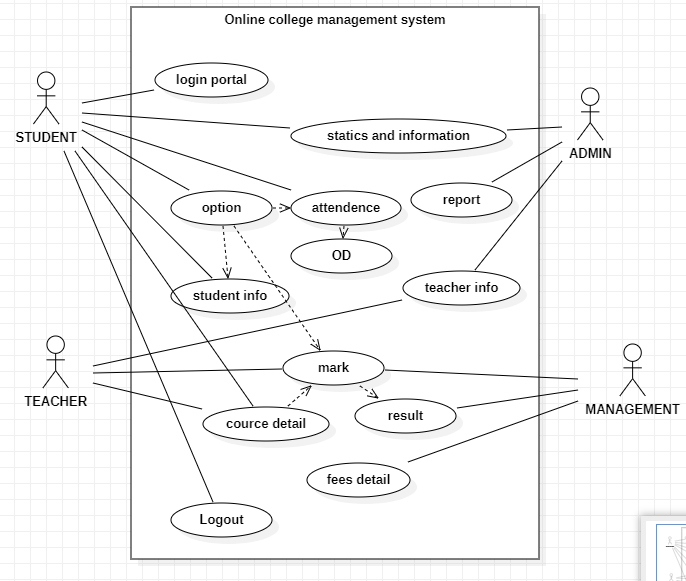 Online college management system
login portal
STUDENT
statics and information
ADMIN
option
attendence
report
OD
student info
teacher info
mark
TEACHER
cource detail
result
MANAGEMENT
fees detail
Logout